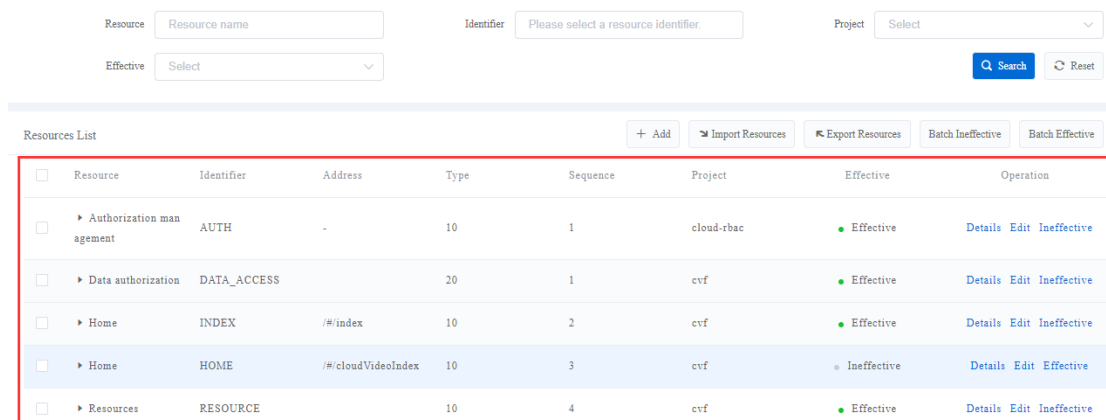 Resource Resource name Identifier Please select a resource identifier. Project Select
Effective Select Search Reset
Resources List + Add Import Resources Export Resources Batch Ineffective Batch Effective
Resource Identifier Address Type Sequence Project Effective Operation
Authorization man
agement AUTH - 10 1 cloud-rbac Effective Details Edit Ineffective
Data authorization DATA_ACCESS 20 1 cvf Effective Details Edit Ineffective
Home INDEX /#/index 10 2 cvf Effective Details Edit Ineffective
Home HOME /#/cloudVideoIndex 10 3 cvf Ineffective Details Edit Effective
Resources RESOURCE 10 4 cvf Effective Details Edit Ineffective